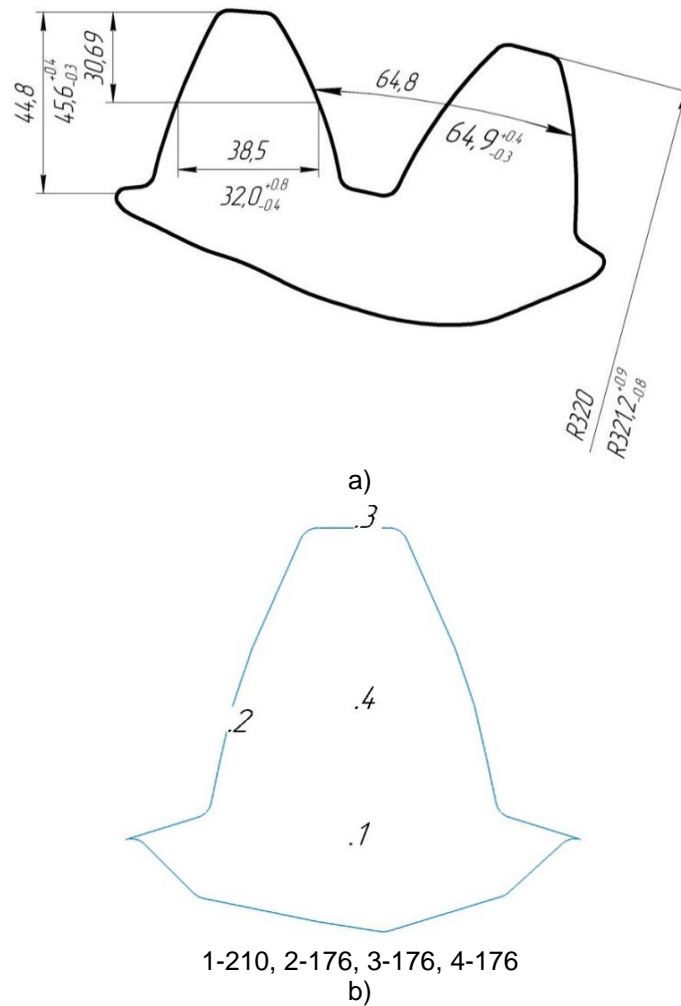 44,8
45,6 +0.4 -0.3
30,69
38,5
32,0 +0.8 -0.4
64,8
64,9 +0.4 -0.3
R320
R321,2 +0.9 -0.8
a)
.3
.4
.2
.1
1-210, 2-176, 3-176, 4-176
b)